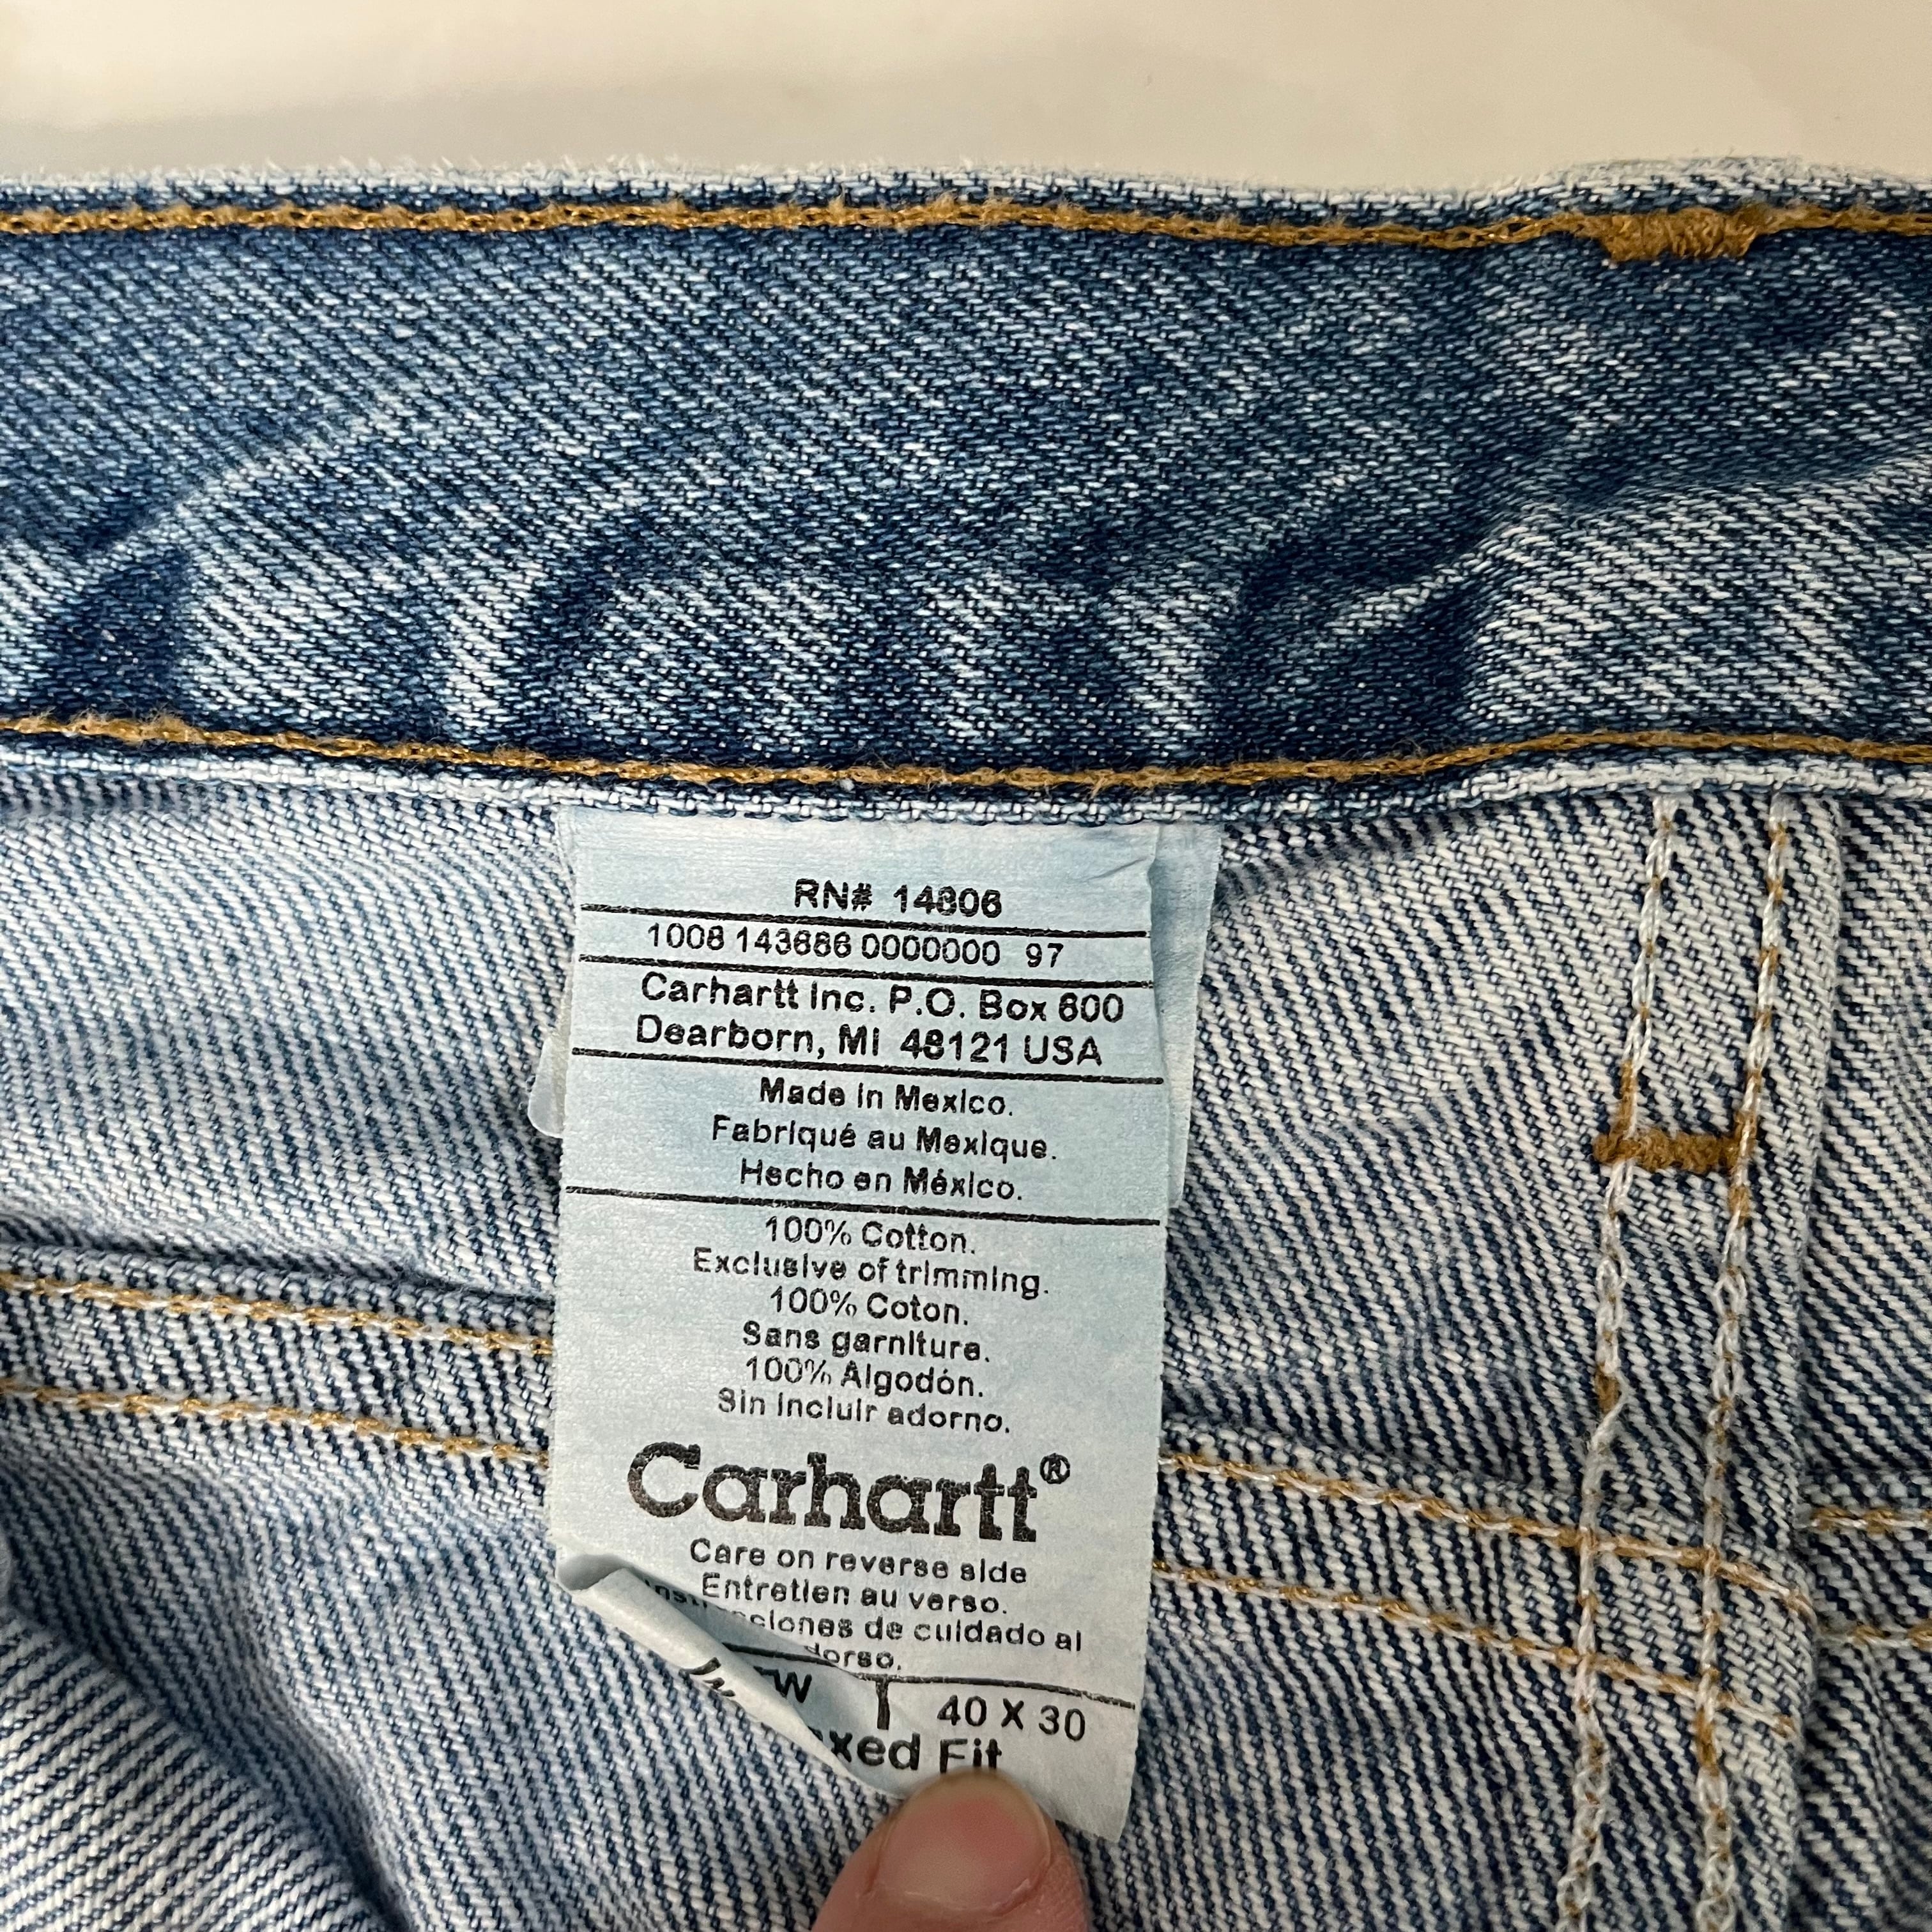 RN# 14806
1008 143686 0000000 97
Carhartt Inc. P.O. Box 600
Dearborn, MI 48121 USA
Made in Mexico.
Fabriqué au Mexique.
Hecho en México.
100% Cotton.
Exclusive of trimming.
100% Coton.
Sans garniture.
100% Algodón.
Sin incluir adorno.
Carhartt®
Care on reverse side
Entretien au verso.
de cuidado al
40 X 30
Fit